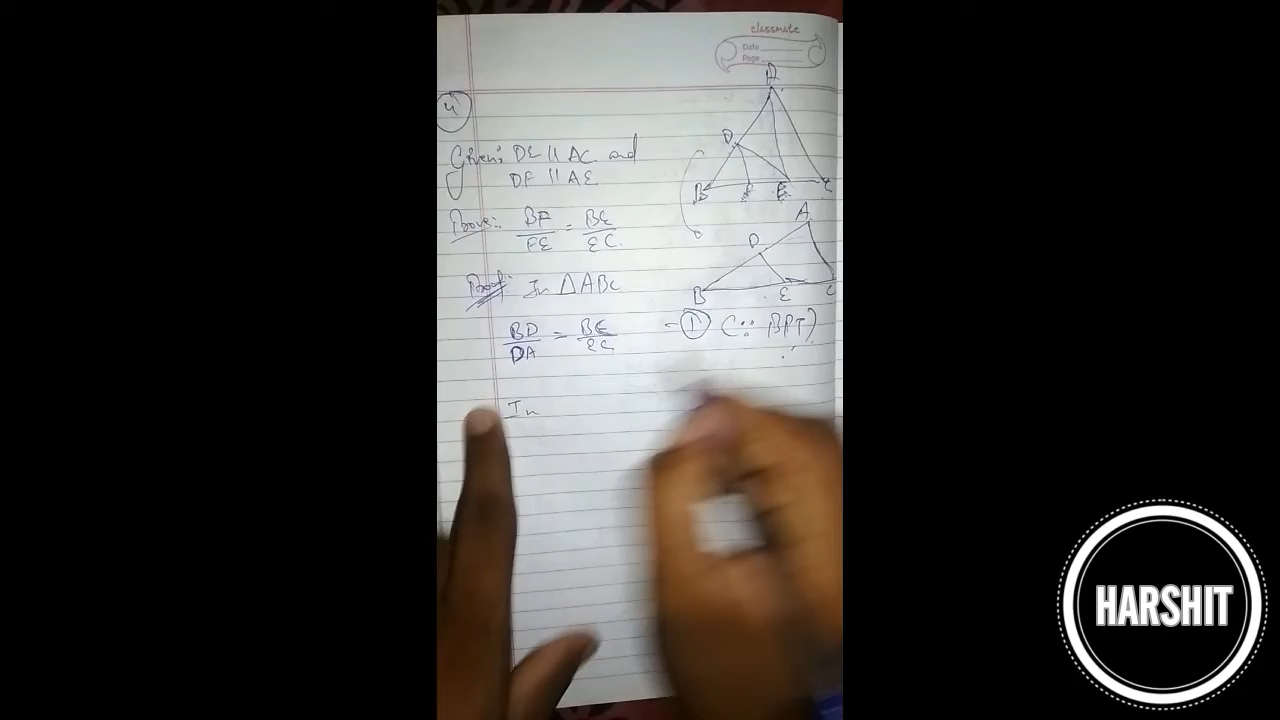 classmate
Date
Page
4
Given: DE || AC and
DF || AE
Prove: BF/FE = BE/EC.
Proof: In △ABC
BD/DA = BE/EC - ① (∵ BPT)
In
A
D
B F E C
A
D
B E C
HARSHIT